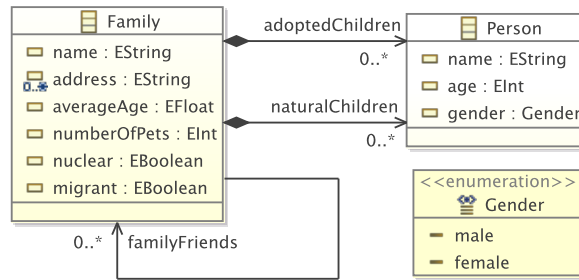 Family
name : EString
address : EString
0..*
averageAge : EFloat
numberOfPets : EInt
nuclear : EBoolean
migrant : EBoolean
adoptedChildren
0..*
naturalChildren
0..*
0..*
familyFriends
Person
name : EString
age : EInt
gender : Gender
<<enumeration>>
Gender
male
female